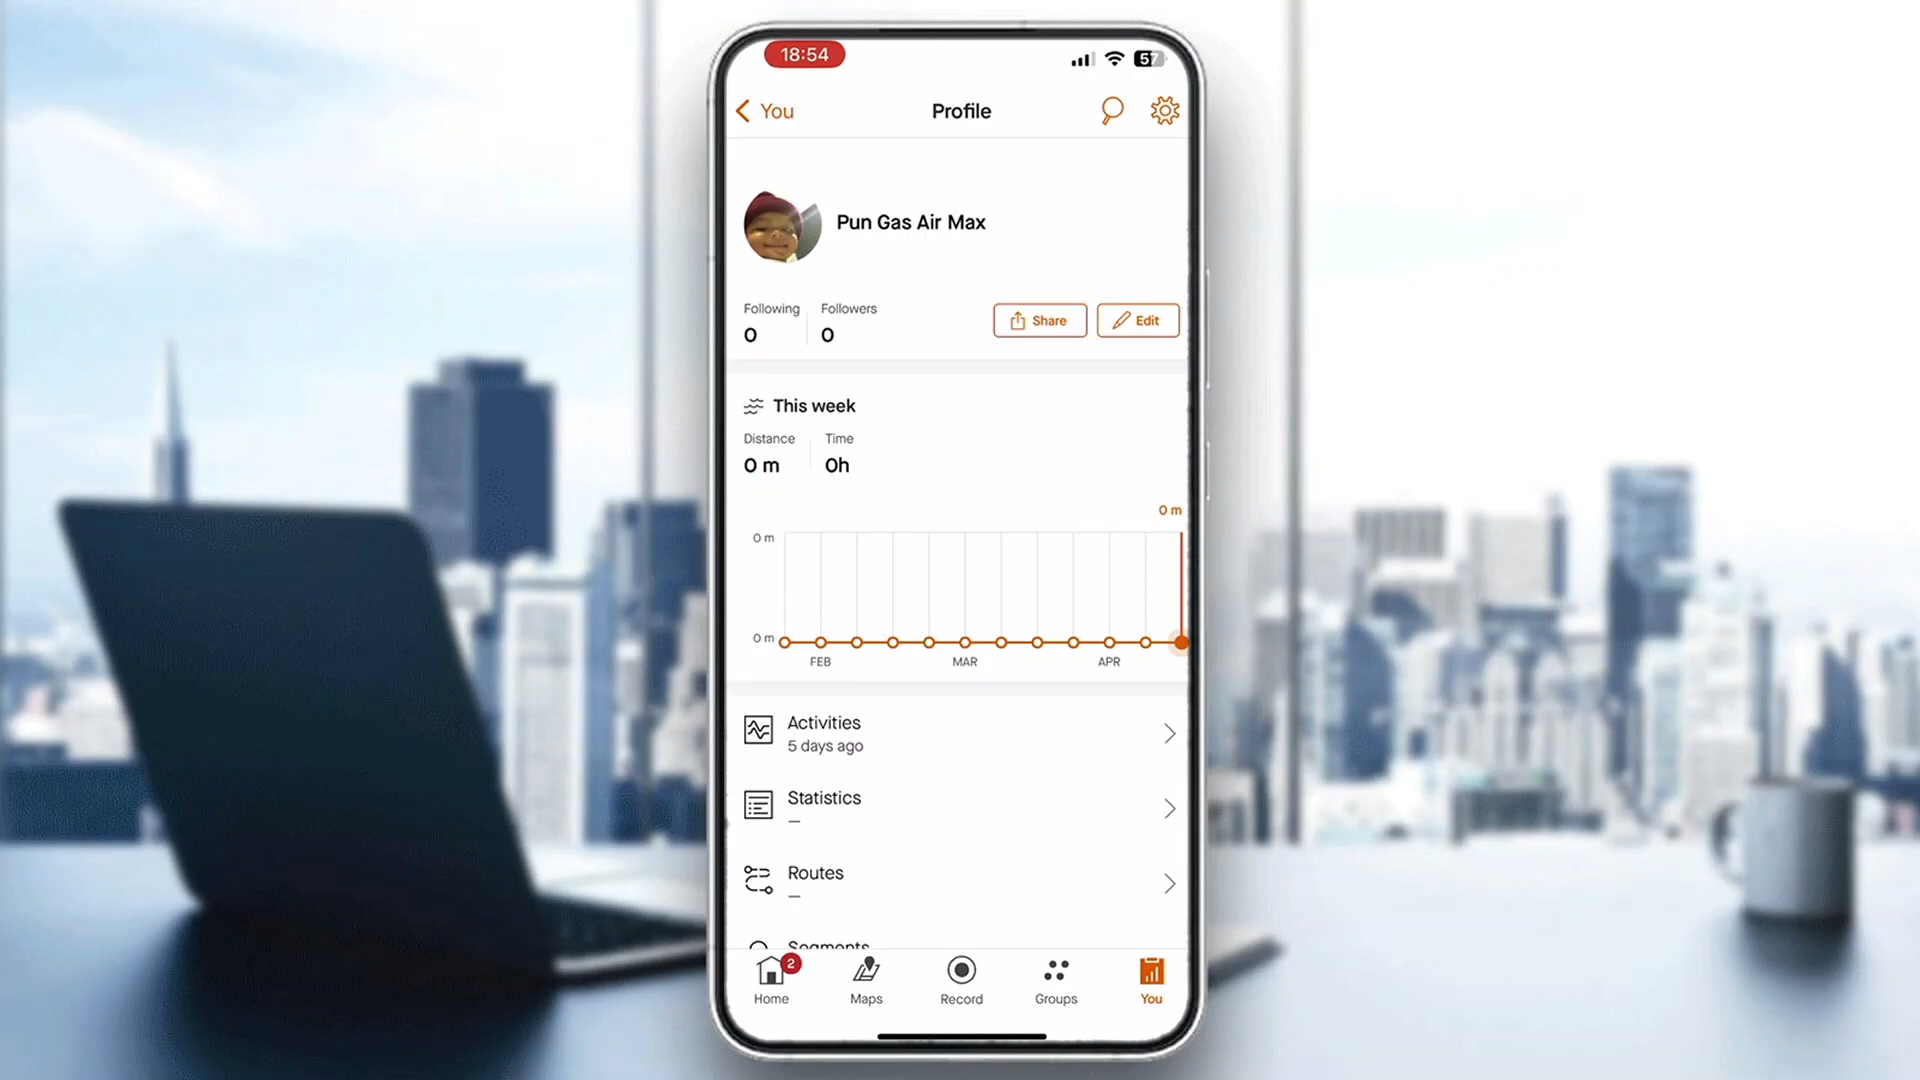 18:54
57
You
Profile
Pun Gas Air Max
Following
Followers
0
0
Share
Edit
This week
Distance
Time
0 m
0h
0 m
0 m
0 m
FEB
MAR
APR
Activities
5 days ago
Statistics
—
Routes
—
Segments
2
Home
Maps
Record
Groups
You